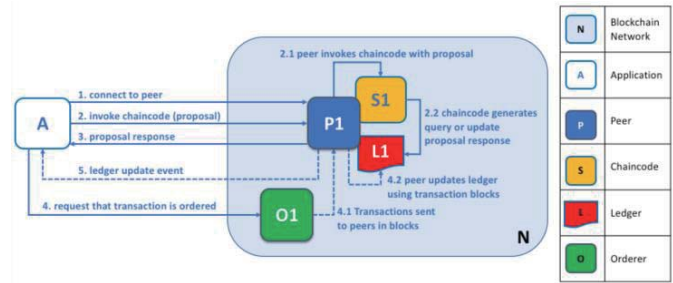 2.1 peer invokes chaincode with proposal
1. connect to peer
2. invoke chaincode (proposal)
3. proposal response
5. ledger update event
4. request that transaction is ordered
A
P1
S1
L1
O1
2.2 chaincode generates
query or update
proposal response
4.2 peer updates ledger
using transaction blocks
4.1 Transactions sent
to peers in blocks
N
N
Blockchain
Network
A
Application
P
Peer
S
Chaincode
L
Ledger
O
Orderer